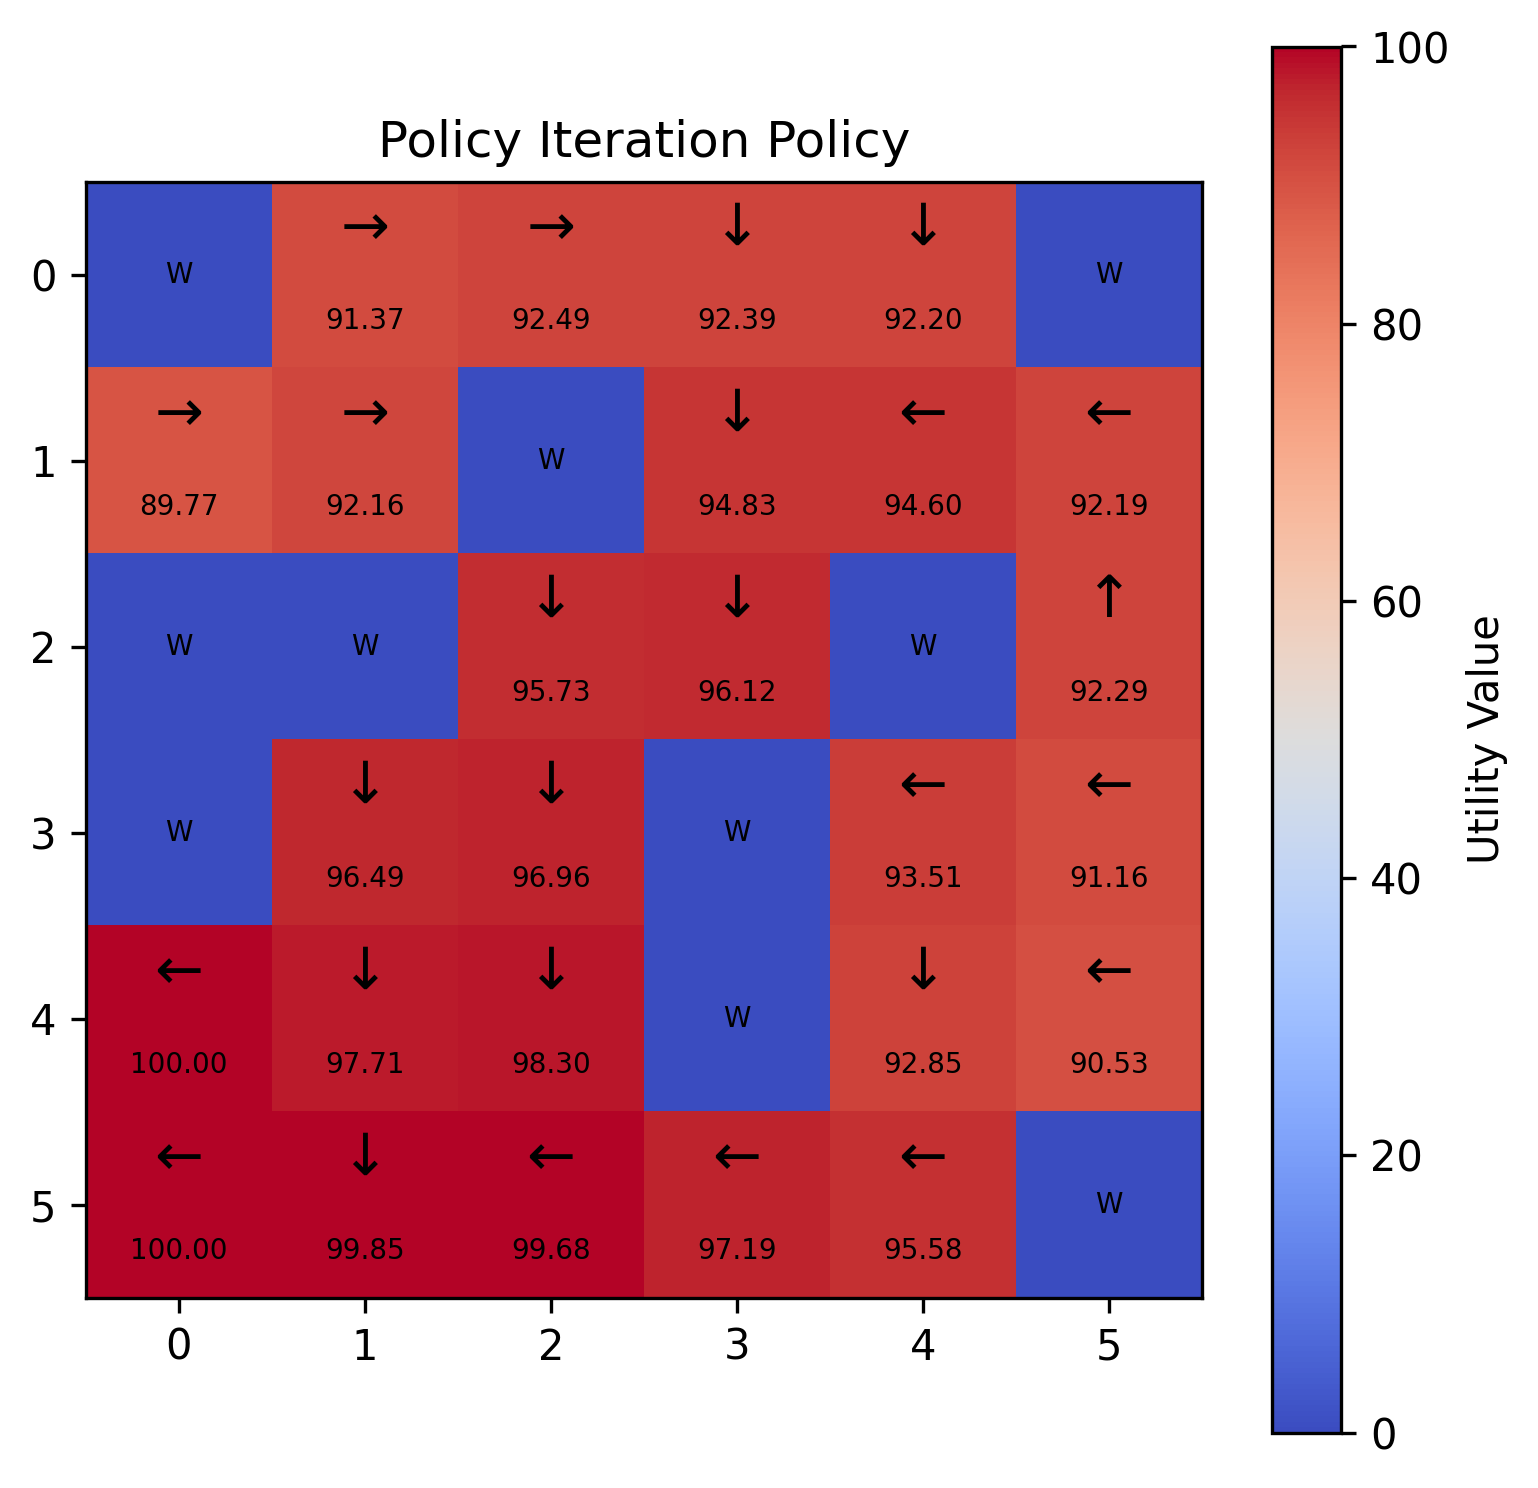 Policy Iteration Policy
100
0 W → 91.37 → 92.49 ↓ 92.39 ↓ 92.20 W
80
1 → 89.77 → 92.16 W ↓ 94.83 ← 94.60 ← 92.19
60
2 W W ↓ 95.73 ↓ 96.12 W ↑ 92.29
Utility Value
3 W ↓ 96.49 ↓ 96.96 W ← 93.51 ← 91.16
40
4 ← 100.00 ↓ 97.71 ↓ 98.30 W ↓ 92.85 ← 90.53
20
5 ← 100.00 ↓ 99.85 ← 99.68 ← 97.19 ← 95.58 W
0 1 2 3 4 5
0